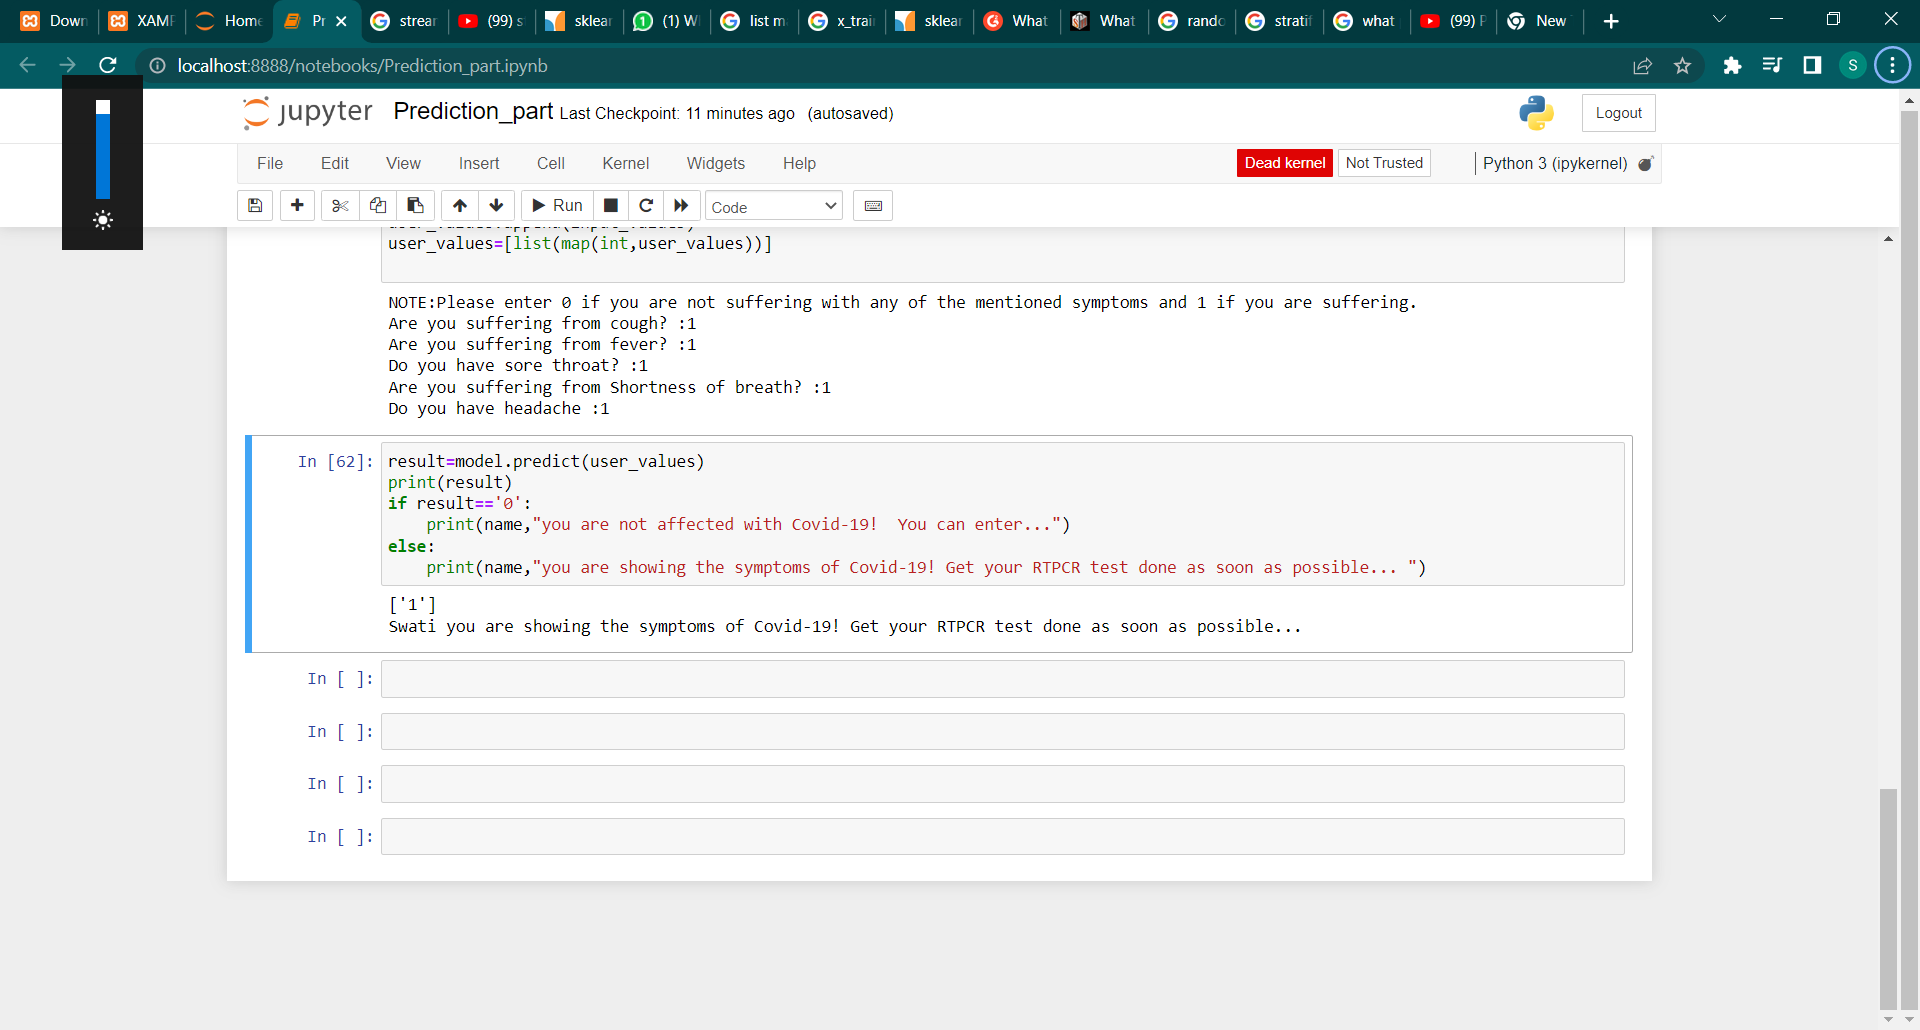 Down
XAMP
Home
Pr
strear
(99) s
sklear
(1) W
list m
x_trai
sklear
What
What
rando
stratif
what
(99) P
New
localhost:8888/notebooks/Prediction_part.ipynb
S
jupyter Prediction_part Last Checkpoint: 11 minutes ago (autosaved)
Logout
File Edit View Insert Cell Kernel Widgets Help
Dead kernel Not Trusted Python 3 (ipykernel)
Run Code
user_values=[list(map(int,user_values))]
NOTE:Please enter 0 if you are not suffering with any of the mentioned symptoms and 1 if you are suffering.
Are you suffering from cough? :1
Are you suffering from fever? :1
Do you have sore throat? :1
Are you suffering from Shortness of breath? :1
Do you have headache :1
In [62]: result=model.predict(user_values)
print(result)
if result=='0':
    print(name,"you are not affected with Covid-19!  You can enter...")
else:
    print(name,"you are showing the symptoms of Covid-19! Get your RTPCR test done as soon as possible... ")
['1']
Swati you are showing the symptoms of Covid-19! Get your RTPCR test done as soon as possible...
In [ ]:
In [ ]:
In [ ]:
In [ ]: